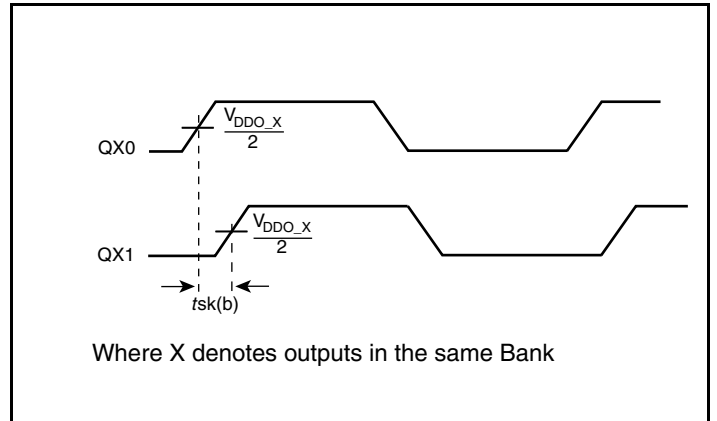 V_DDO_X
2
QX0
V_DDO_X
2
QX1
tsk(b)
Where X denotes outputs in the same Bank